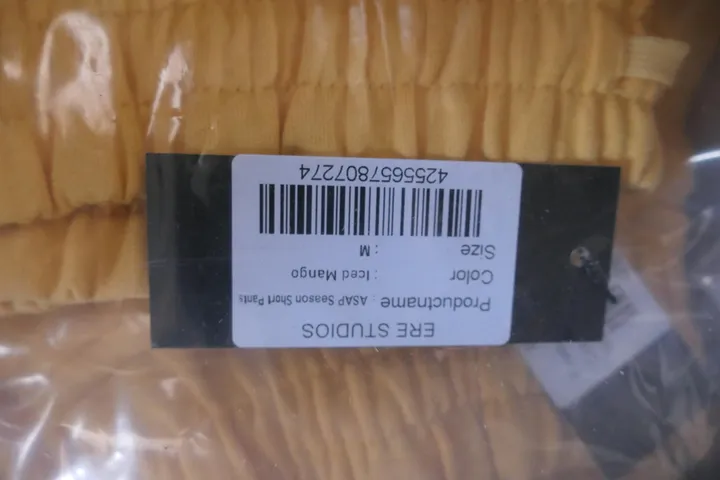 ERE STUDIOS
Productname : ASAP Season Short Pants
Color : Iced Mango
Size : M
4255657807274